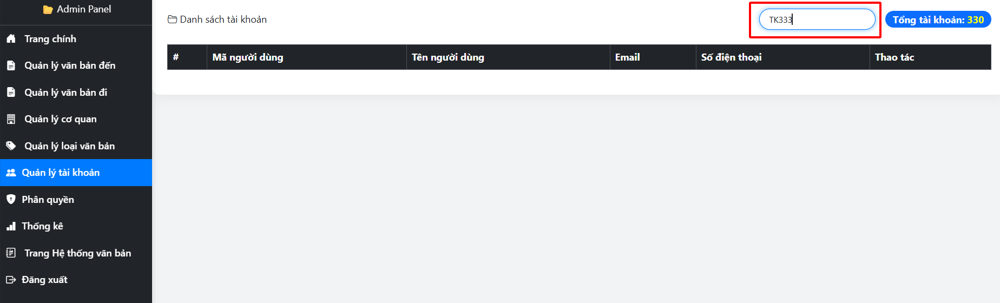 Admin Panel
Trang chính
Quản lý văn bản đến
Quản lý văn bản đi
Quản lý cơ quan
Quản lý loại văn bản
Quản lý tài khoản
Phân quyền
Thống kê
Trang Hệ thống văn bản
Đăng xuất
Danh sách tài khoản
TK333
Tổng tài khoản: 330
# Mã người dùng Tên người dùng Email Số điện thoại Thao tác